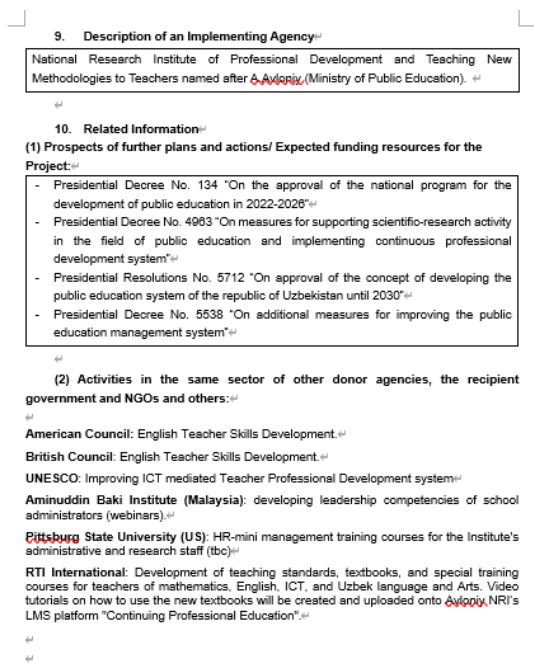 9. Description of an Implementing Agency
National Research Institute of Professional Development and Teaching New
Methodologies to Teachers named after A.Avloniy (Ministry of Public Education).
10. Related Information
(1) Prospects of further plans and actions/ Expected funding resources for the
Project:
- Presidential Decree No. 134 "On the approval of the national program for the
development of public education in 2022-2026"
- Presidential Decree No. 4963 "On measures for supporting scientific-research activity
in the field of public education and implementing continuous professional
development system"
- Presidential Resolutions No. 5712 "On approval of the concept of developing the
public education system of the republic of Uzbekistan until 2030"
- Presidential Decree No. 5538 "On additional measures for improving the public
education management system"
(2) Activities in the same sector of other donor agencies, the recipient
government and NGOs and others:
American Council: English Teacher Skills Development.
British Council: English Teacher Skills Development.
UNESCO: Improving ICT mediated Teacher Professional Development system
Aminuddin Baki Institute (Malaysia): developing leadership competencies of school
administrators (webinars).
Pittsburg State University (US): HR-mini management training courses for the Institute's
administrative and research staff (tbc)
RTI International: Development of teaching standards, textbooks, and special training
courses for teachers of mathematics, English, ICT, and Uzbek language and Arts. Video
tutorials on how to use the new textbooks will be created and uploaded onto Avloniy NRI's
LMS platform "Continuing Professional Education".